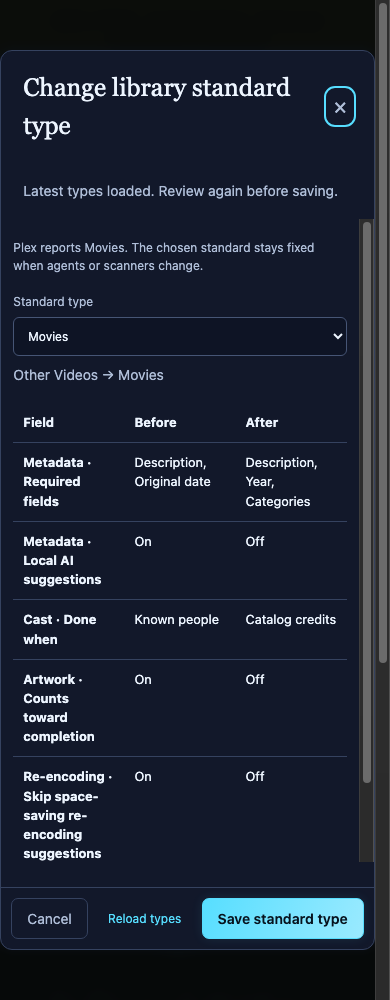 Change library standard
type
×
Latest types loaded. Review again before saving.
Plex reports Movies. The chosen standard stays fixed
when agents or scanners change.
Standard type
Movies
Other Videos → Movies
Field Before After
Metadata · Required fields Description, Original date Description, Year, Categories
Metadata · Local AI suggestions On Off
Cast · Done when Known people Catalog credits
Artwork · Counts toward completion On Off
Re-encoding · Skip space-saving re-encoding suggestions On Off
Cancel Reload types Save standard type